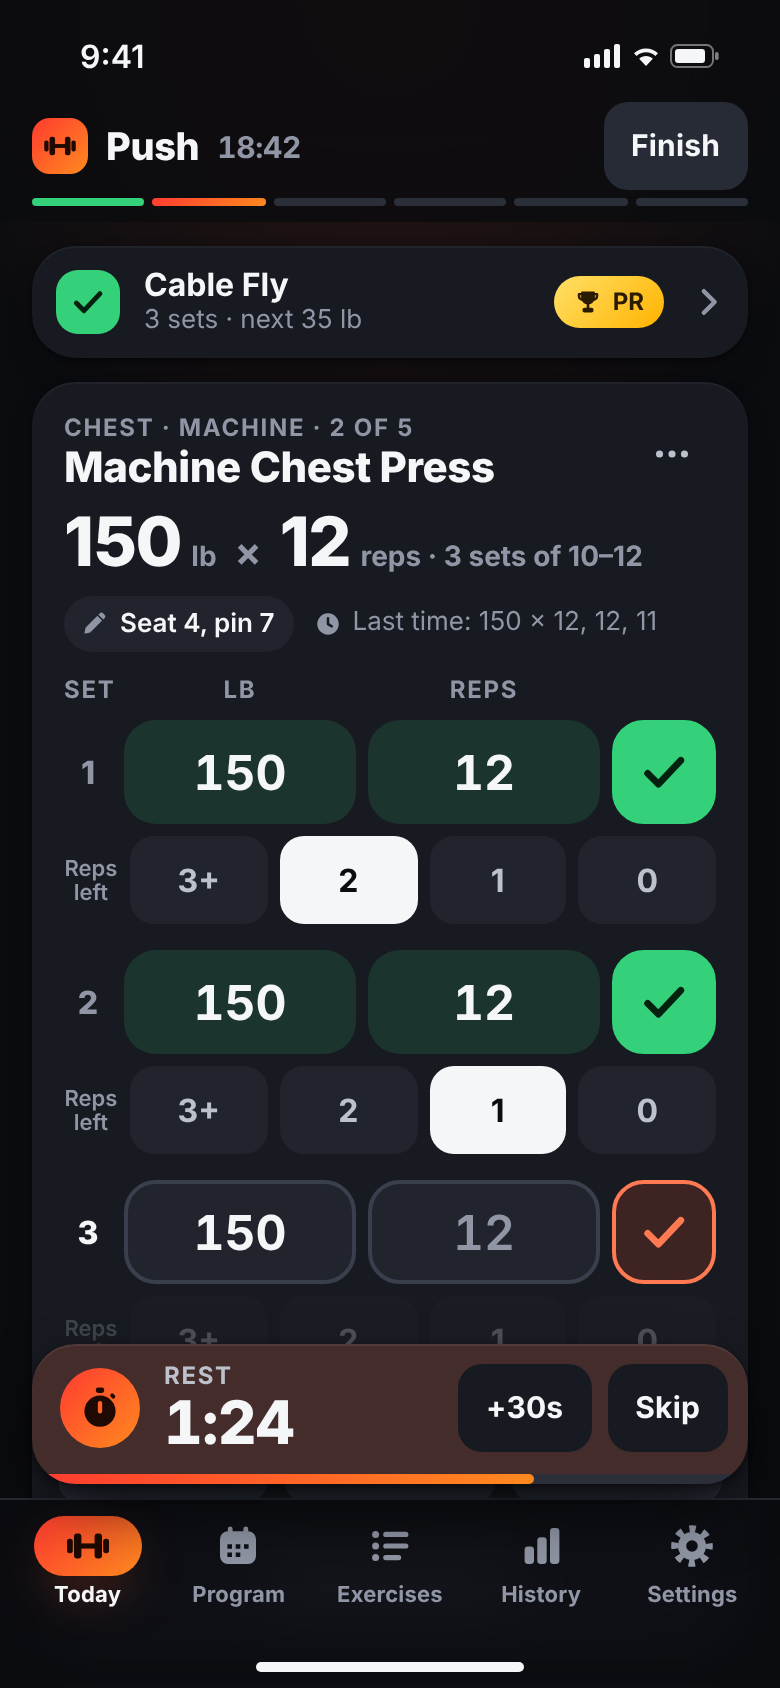 9:41
Push 18:42
Finish
Cable Fly
3 sets · next 35 lb
PR
CHEST · MACHINE · 2 OF 5
Machine Chest Press
150 lb × 12 reps · 3 sets of 10–12
Seat 4, pin 7
Last time: 150 × 12, 12, 11
SET LB REPS
1 150 12
Reps left 3+ 2 1 0
2 150 12
Reps left 3+ 2 1 0
3 150 12
Reps 3+ 2 1 0
REST
1:24
+30s
Skip
Today Program Exercises History Settings